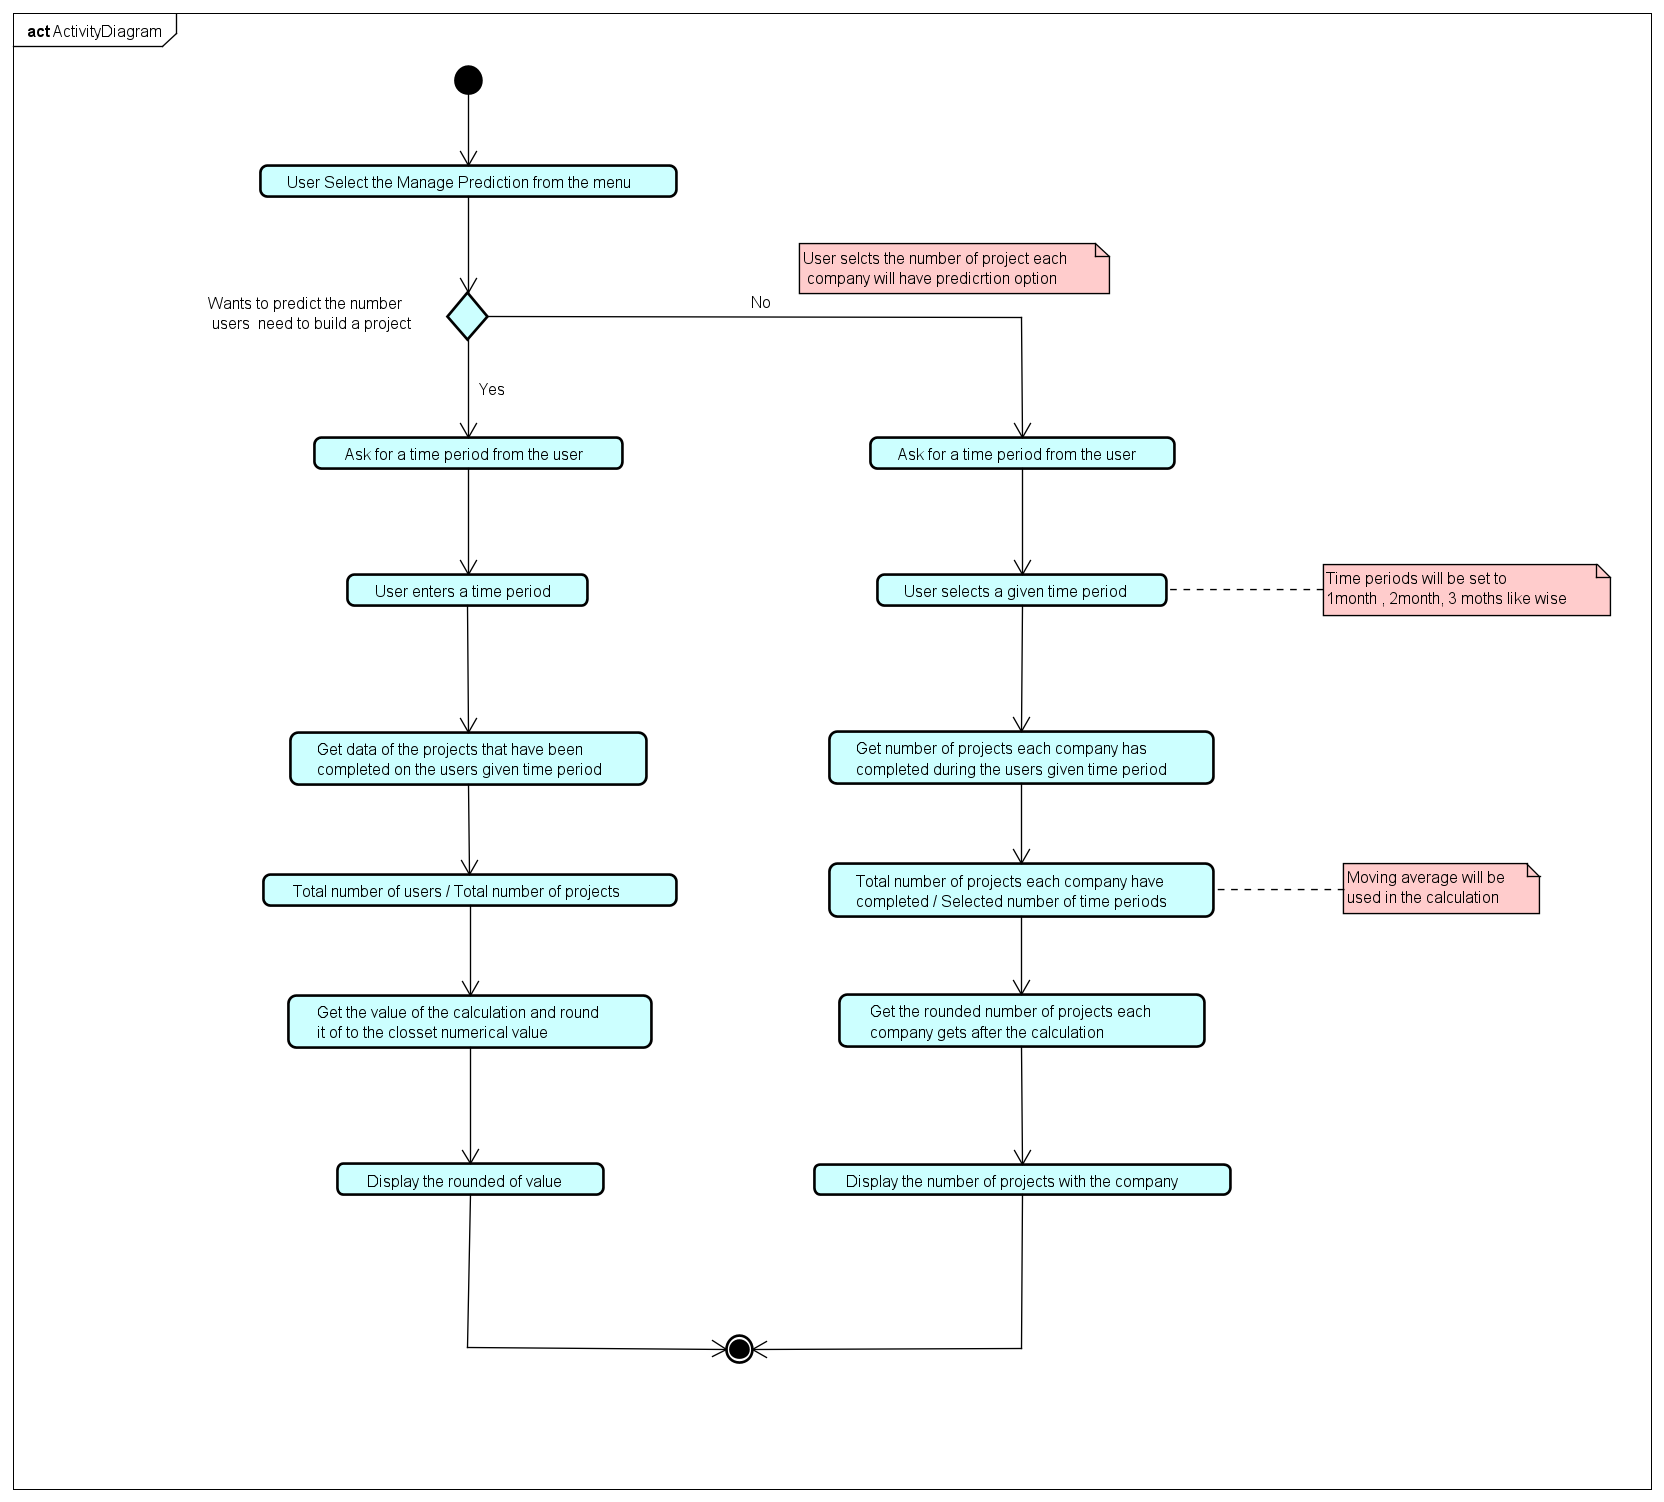 act ActivityDiagram
User Select the Manage Prediction from the menu
User selcts the number of project each
company will have predicrtion option
Wants to predict the number
users need to build a project
No
Yes
Ask for a time period from the user
Ask for a time period from the user
User enters a time period
User selects a given time period
Time periods will be set to
1month , 2month, 3 moths like wise
Get data of the projects that have been
completed on the users given time period
Get number of projects each company has
completed during the users given time period
Total number of users / Total number of projects
Total number of projects each company have
completed / Selected number of time periods
Moving average will be
used in the calculation
Get the value of the calculation and round
it of to the closset numerical value
Get the rounded number of projects each
company gets after the calculation
Display the rounded of value
Display the number of projects with the company